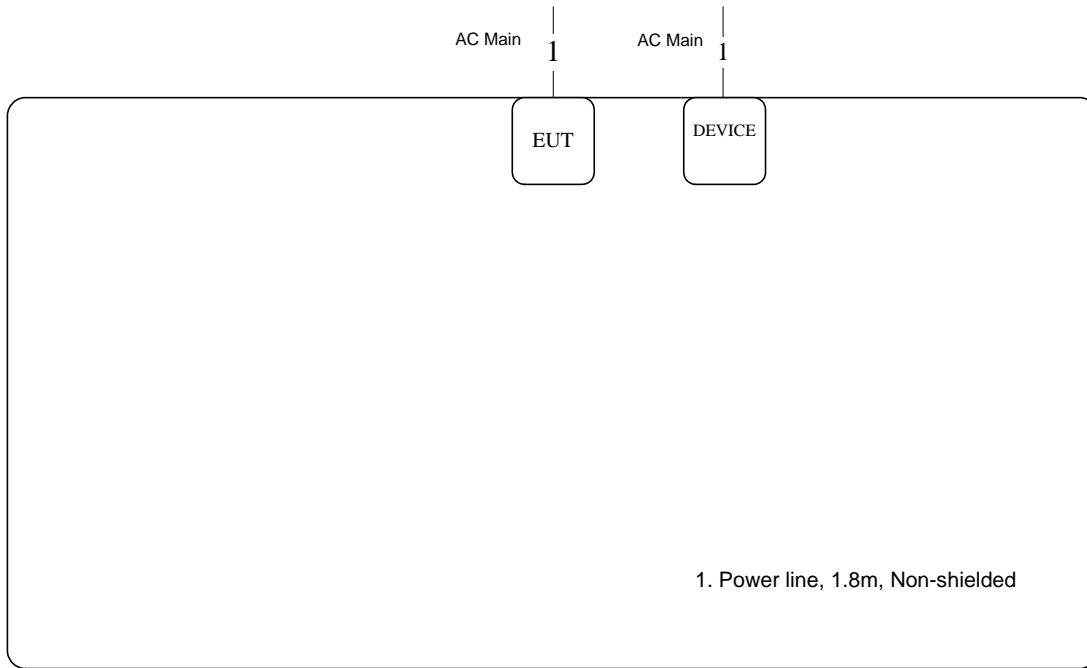 AC Main
1
AC Main
1
EUT
DEVICE
1. Power line, 1.8m, Non-shielded